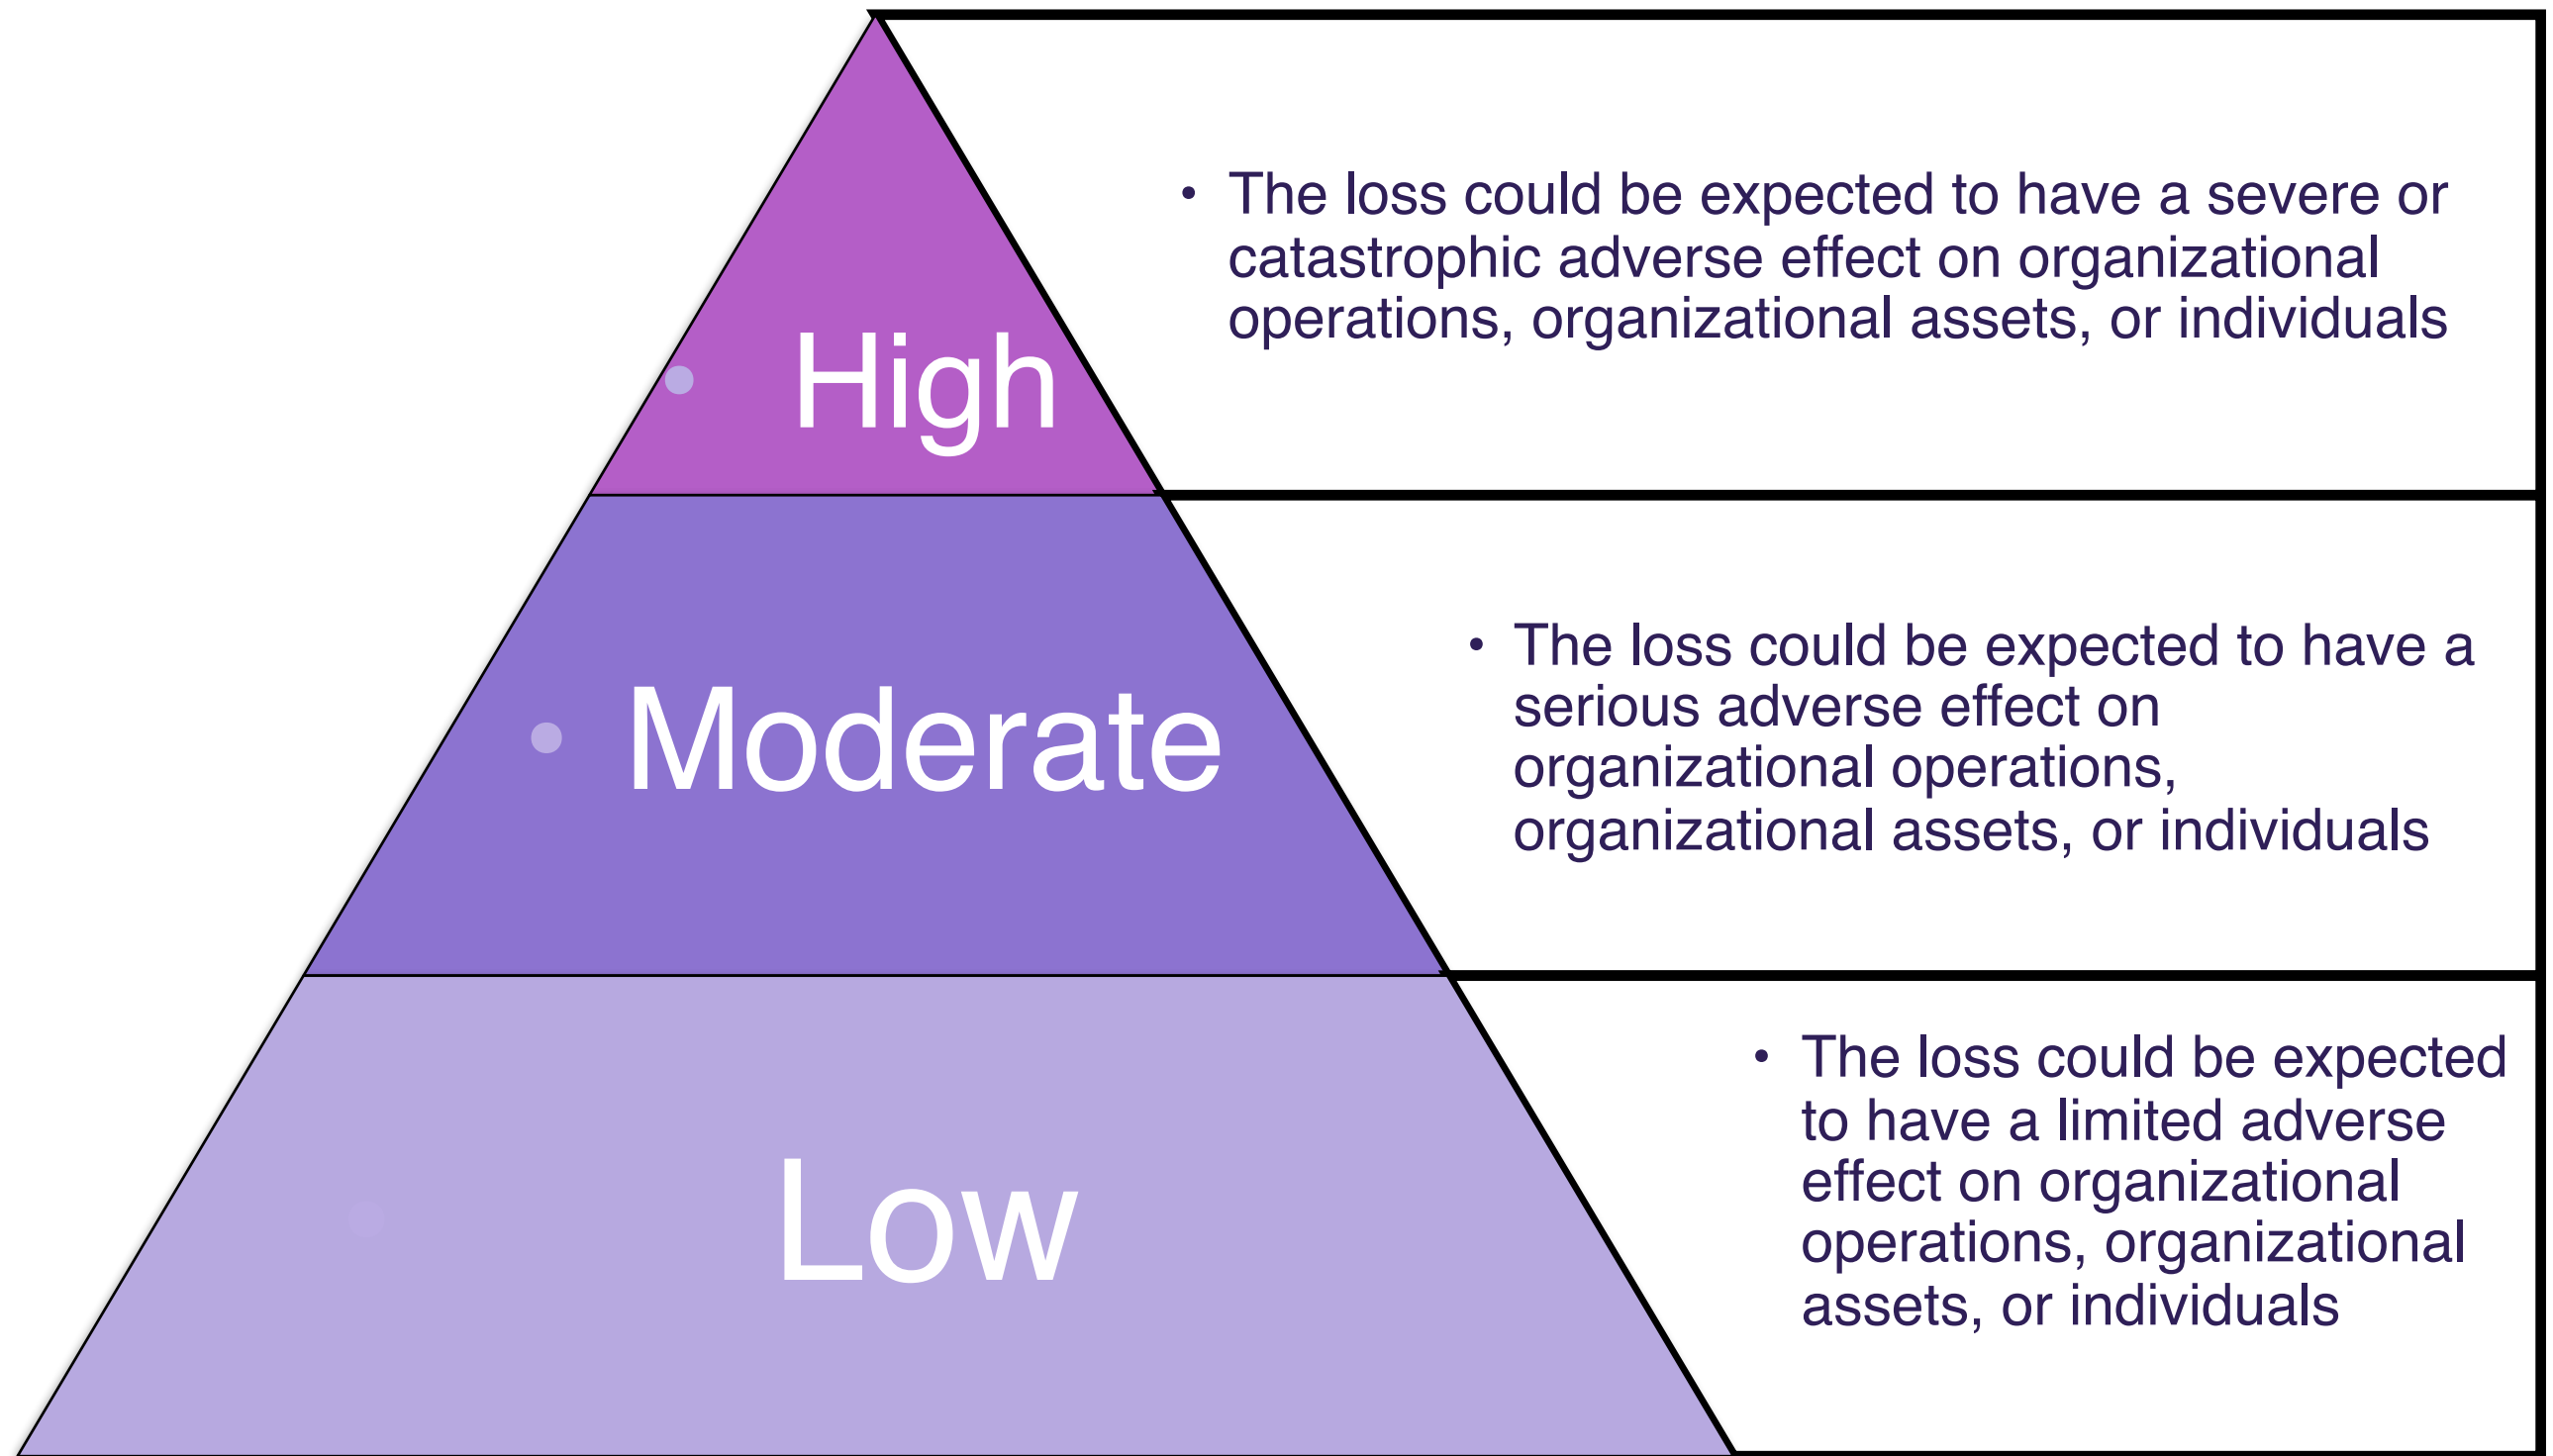 High
• The loss could be expected to have a severe or
catastrophic adverse effect on organizational
operations, organizational assets, or individuals
Moderate
• The loss could be expected to have a
serious adverse effect on
organizational operations,
organizational assets, or individuals
Low
• The loss could be expected
to have a limited adverse
effect on organizational
operations, organizational
assets, or individuals